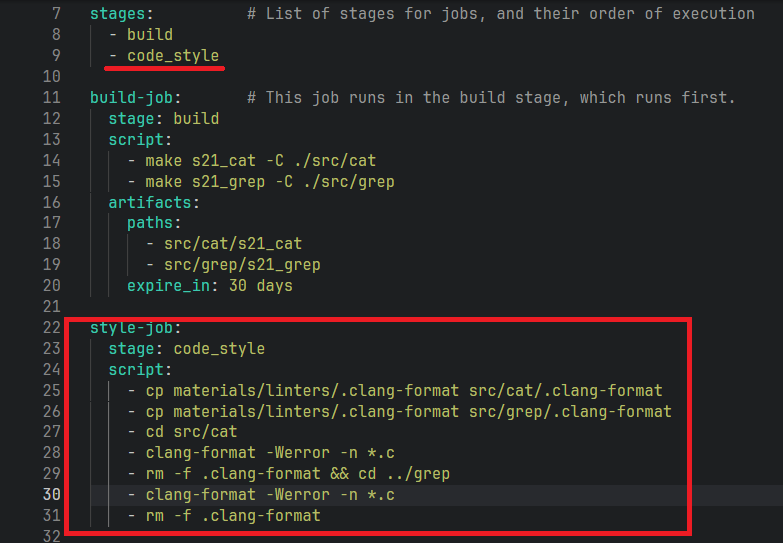 7 stages:          # List of stages for jobs, and their order of execution
8   - build
9   - code_style
10
11 build-job:       # This job runs in the build stage, which runs first.
12   stage: build
13   script:
14     - make s21_cat -C ./src/cat
15     - make s21_grep -C ./src/grep
16   artifacts:
17     paths:
18       - src/cat/s21_cat
19       - src/grep/s21_grep
20     expire_in: 30 days
21
22 style-job:
23   stage: code_style
24   script:
25     - cp materials/linters/.clang-format src/cat/.clang-format
26     - cp materials/linters/.clang-format src/grep/.clang-format
27     - cd src/cat
28     - clang-format -Werror -n *.c
29     - rm -f .clang-format && cd ../grep
30     - clang-format -Werror -n *.c
31     - rm -f .clang-format
32